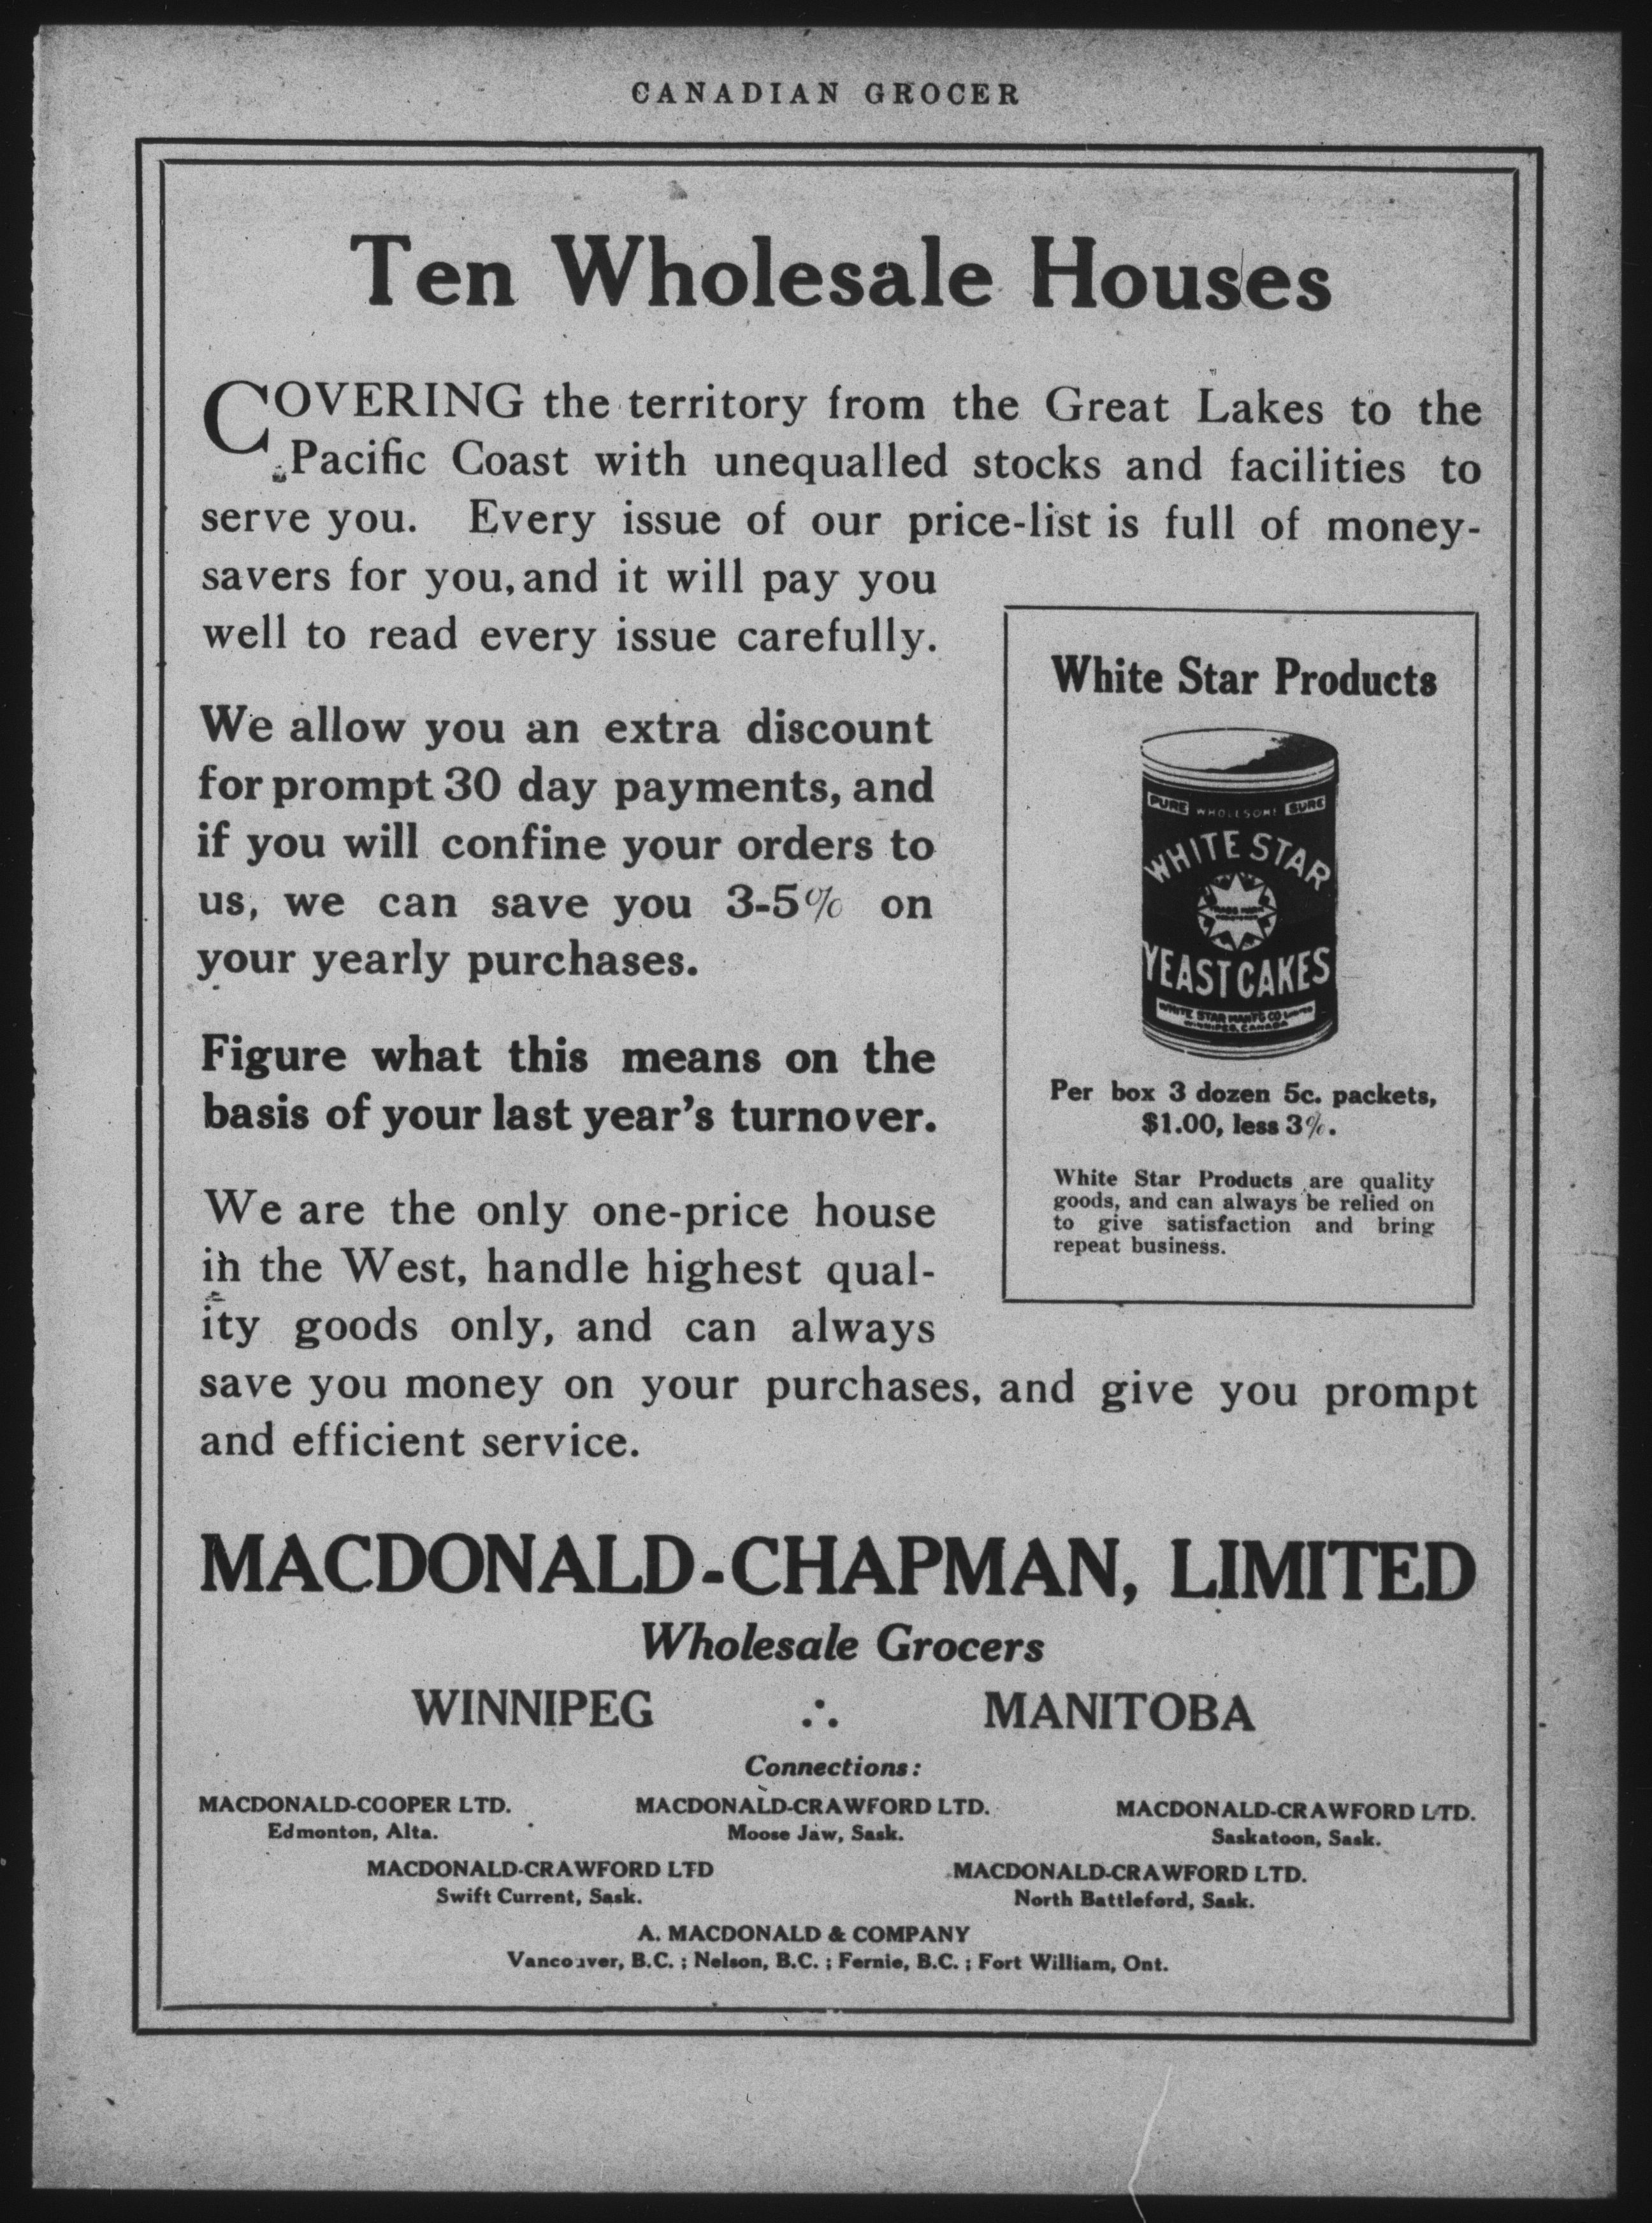 CANADIAN GROCER
Ten Wholesale Houses
COVERING the territory from the Great Lakes to the
Pacific Coast with unequalled stocks and facilities to
serve you. Every issue of our price-list is full of money-
savers for you, and it will pay you
well to read every issue carefully.
We allow you an extra discount
for prompt 30 day payments, and
if you will confine your orders to
us, we can save you 3-5% on
your yearly purchases.
Figure what this means on the
basis of your last year's turnover.
We are the only one-price house
in the West, handle highest qual-
ity goods only, and can always
save you money on your purchases, and give you prompt
and efficient service.
White Star Products
PURE WHOLESOME SURE
WHITE STAR
TRADE MARK
YEAST CAKES
WHITE STAR MAN'F'G CO LIMITED
WINNIPEG, CANADA
Per box 3 dozen 5c. packets,
$1.00, less 3%.
White Star Products are quality
goods, and can always be relied on
to give satisfaction and bring
repeat business.
MACDONALD-CHAPMAN, LIMITED
Wholesale Grocers
WINNIPEG ∴ MANITOBA
Connections:
MACDONALD-COOPER LTD. MACDONALD-CRAWFORD LTD. MACDONALD-CRAWFORD LTD.
Edmonton, Alta. Moose Jaw, Sask. Saskatoon, Sask.
MACDONALD-CRAWFORD LTD MACDONALD-CRAWFORD LTD.
Swift Current, Sask. North Battleford, Sask.
A. MACDONALD & COMPANY
Vancouver, B.C. ; Nelson, B.C. ; Fernie, B.C. ; Fort William, Ont.